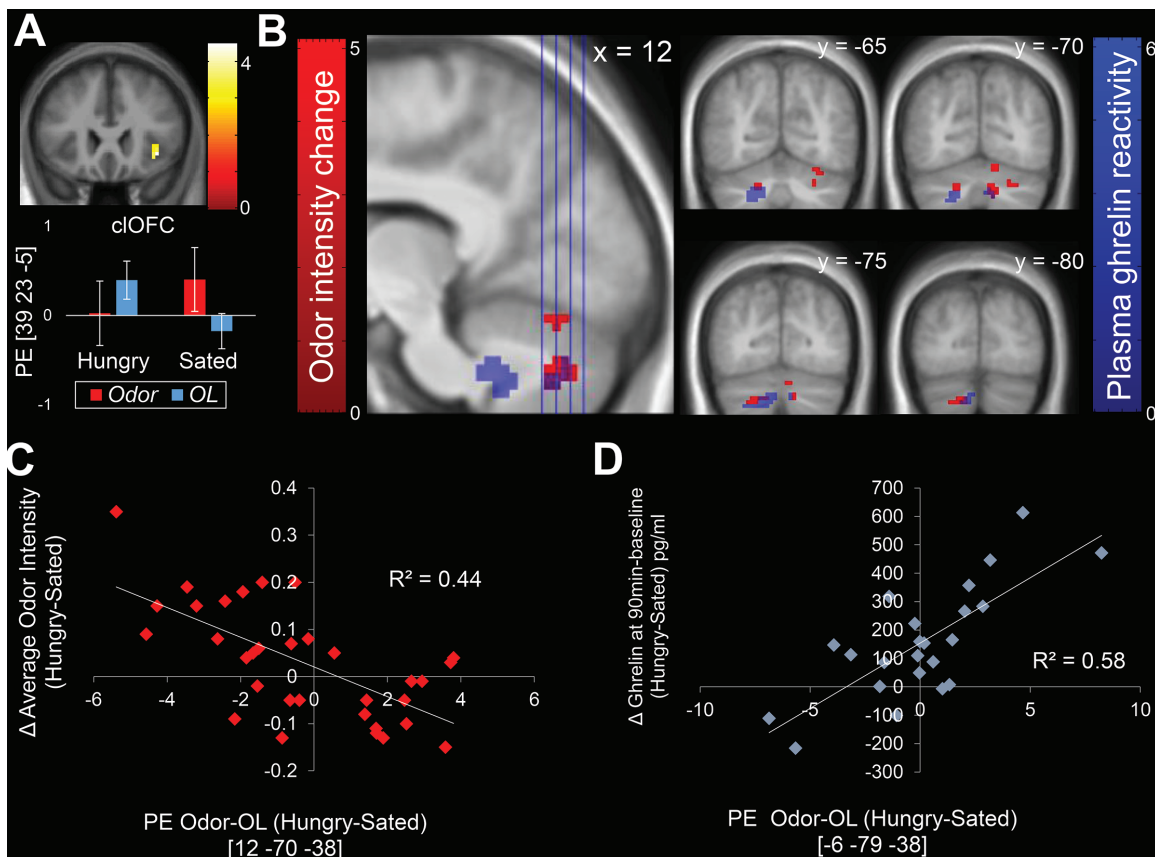 A
4
0
clOFC
1
0
-1
PE [39 23 -5]
Hungry Sated
Odor OL
B
5
0
Odor intensity change
x = 12
y = -65
y = -70
y = -75
y = -80
6
0
Plasma ghrelin reactivity
C
Δ Average Odor Intensity
(Hungry-Sated)
0.4
0.3
0.2
0.1
0
-0.1
-0.2
-6 -4 -2 0 2 4 6
R² = 0.44
PE Odor-OL (Hungry-Sated)
[12 -70 -38]
D
Δ Ghrelin at 90min-baseline
(Hungry-Sated) pg/ml
700
600
500
400
300
200
100
0
-100
-200
-300
-10 -5 0 5 10
R² = 0.58
PE Odor-OL (Hungry-Sated)
[-6 -79 -38]